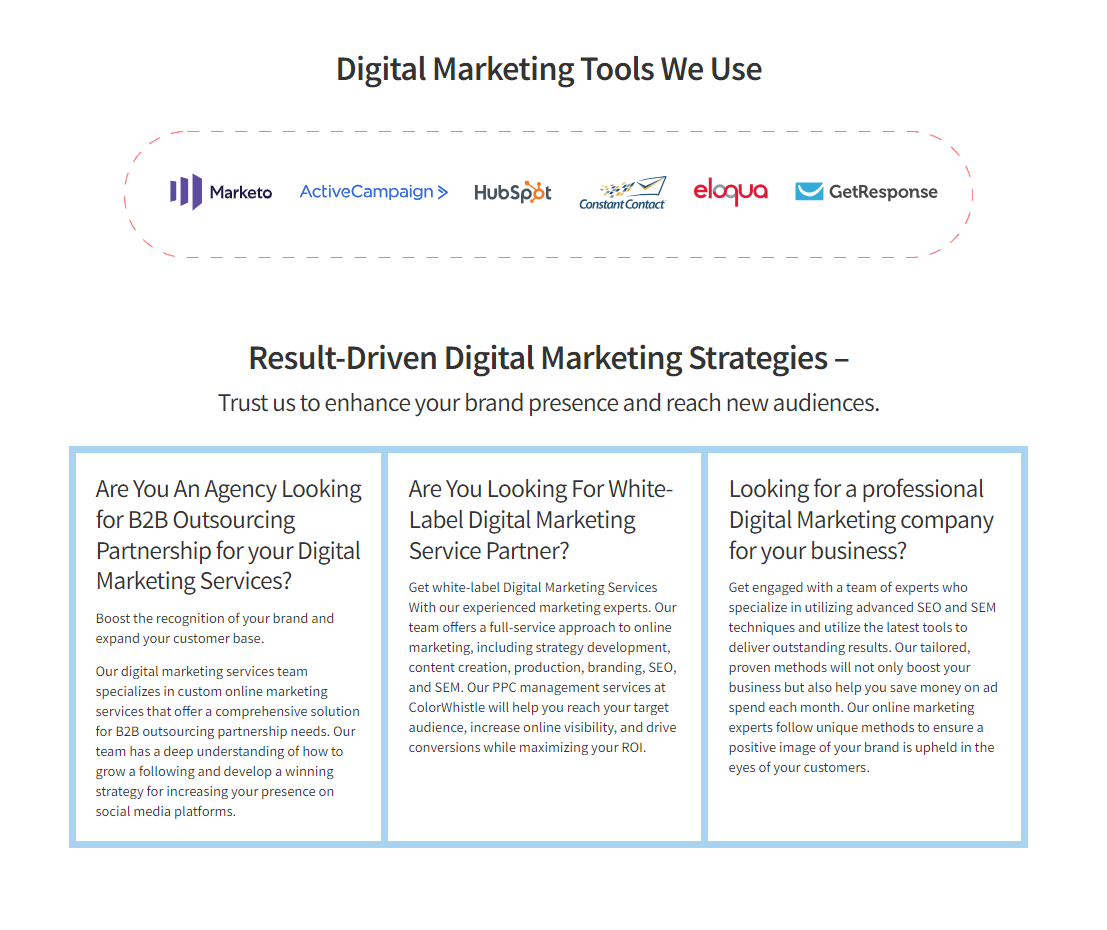 Digital Marketing Tools We Use
Marketo
ActiveCampaign
HubSpot
Constant Contact
eloqua
GetResponse
Result-Driven Digital Marketing Strategies –
Trust us to enhance your brand presence and reach new audiences.
Are You An Agency Looking
for B2B Outsourcing
Partnership for your Digital
Marketing Services?
Boost the recognition of your brand and
expand your customer base.
Our digital marketing services team
specializes in custom online marketing
services that offer a comprehensive solution
for B2B outsourcing partnership needs. Our
team has a deep understanding of how to
grow a following and develop a winning
strategy for increasing your presence on
social media platforms.
Are You Looking For White-
Label Digital Marketing
Service Partner?
Get white-label Digital Marketing Services
With our experienced marketing experts. Our
team offers a full-service approach to online
marketing, including strategy development,
content creation, production, branding, SEO,
and SEM. Our PPC management services at
ColorWhistle will help you reach your target
audience, increase online visibility, and drive
conversions while maximizing your ROI.
Looking for a professional
Digital Marketing company
for your business?
Get engaged with a team of experts who
specialize in utilizing advanced SEO and SEM
techniques and utilize the latest tools to
deliver outstanding results. Our tailored,
proven methods will not only boost your
business but also help you save money on ad
spend each month. Our online marketing
experts follow unique methods to ensure a
positive image of your brand is upheld in the
eyes of your customers.